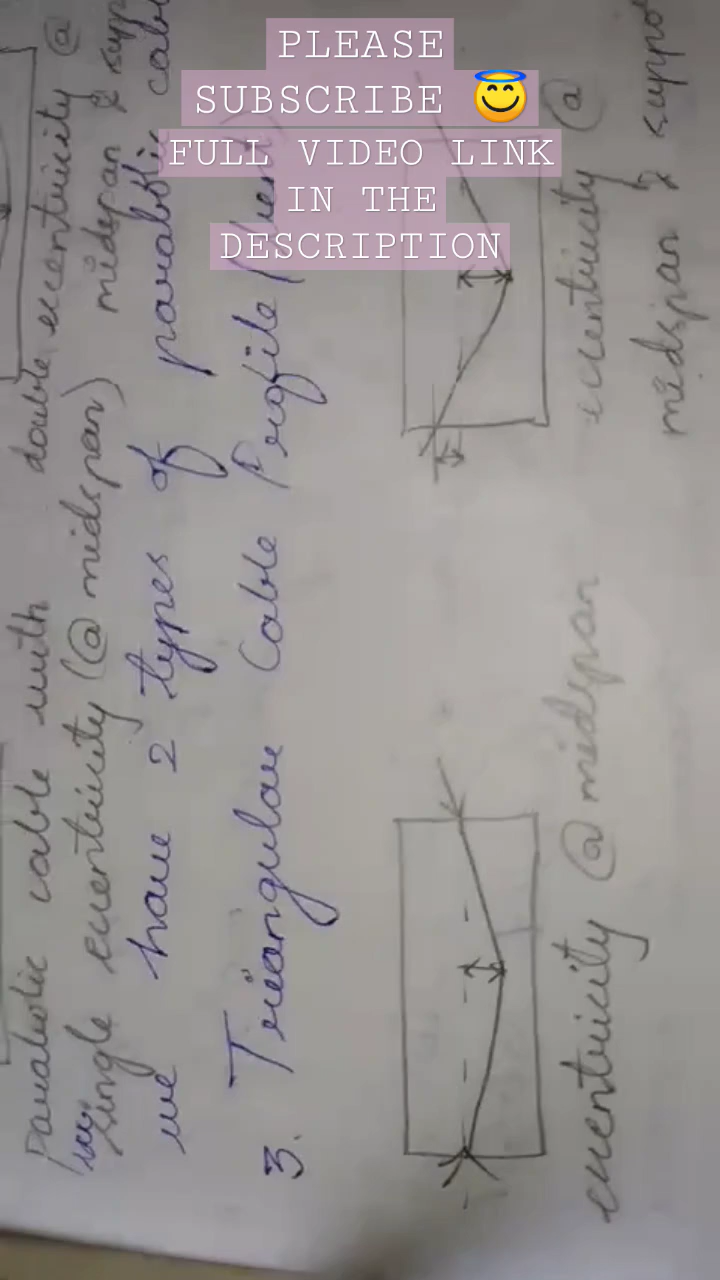 PLEASE
SUBSCRIBE 😇
FULL VIDEO LINK
IN THE
DESCRIPTION
Parabolic cable with
single eccentricity (@ midspan)
double eccentricity @
midspan & supp
we have 2 types of parabolic cabl
3. Triangular Cable Profile
eccentricity @ midspan
eccentricity @
midspan & suppo